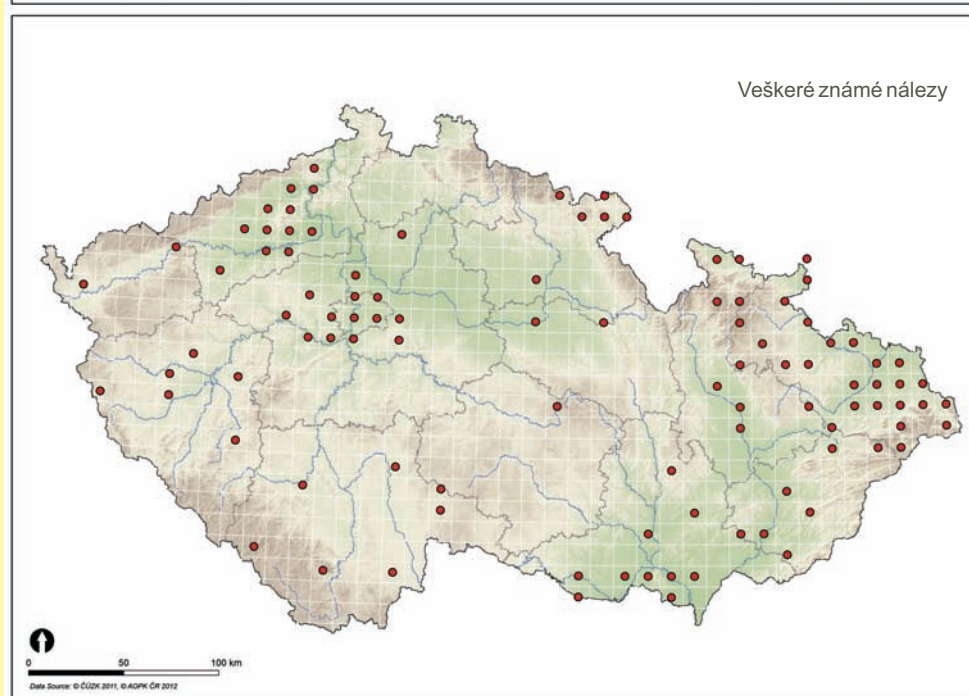 Veškeré známé nálezy
0 50 100 km
Data Source: © ČÚZK 2011, © AOPK ČR 2012